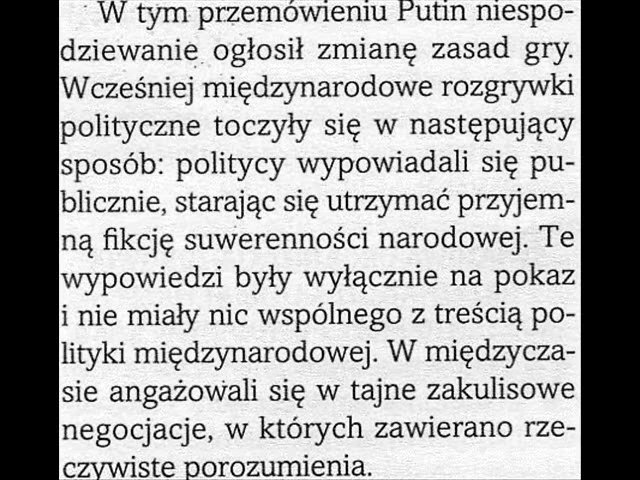 W tym przemówieniu Putin niespo-
dziewanie ogłosił zmianę zasad gry.
Wcześniej międzynarodowe rozgrywki
polityczne toczyły się w następujący
sposób: politycy wypowiadali się pu-
blicznie, starając się utrzymać przyjem-
ną fikcję suwerenności narodowej. Te
wypowiedzi były wyłącznie na pokaz
i nie miały nic wspólnego z treścią po-
lityki międzynarodowej. W międzycza-
sie angażowali się w tajne zakulisowe
negocjacje, w których zawierano rze-
czywiste porozumienia.